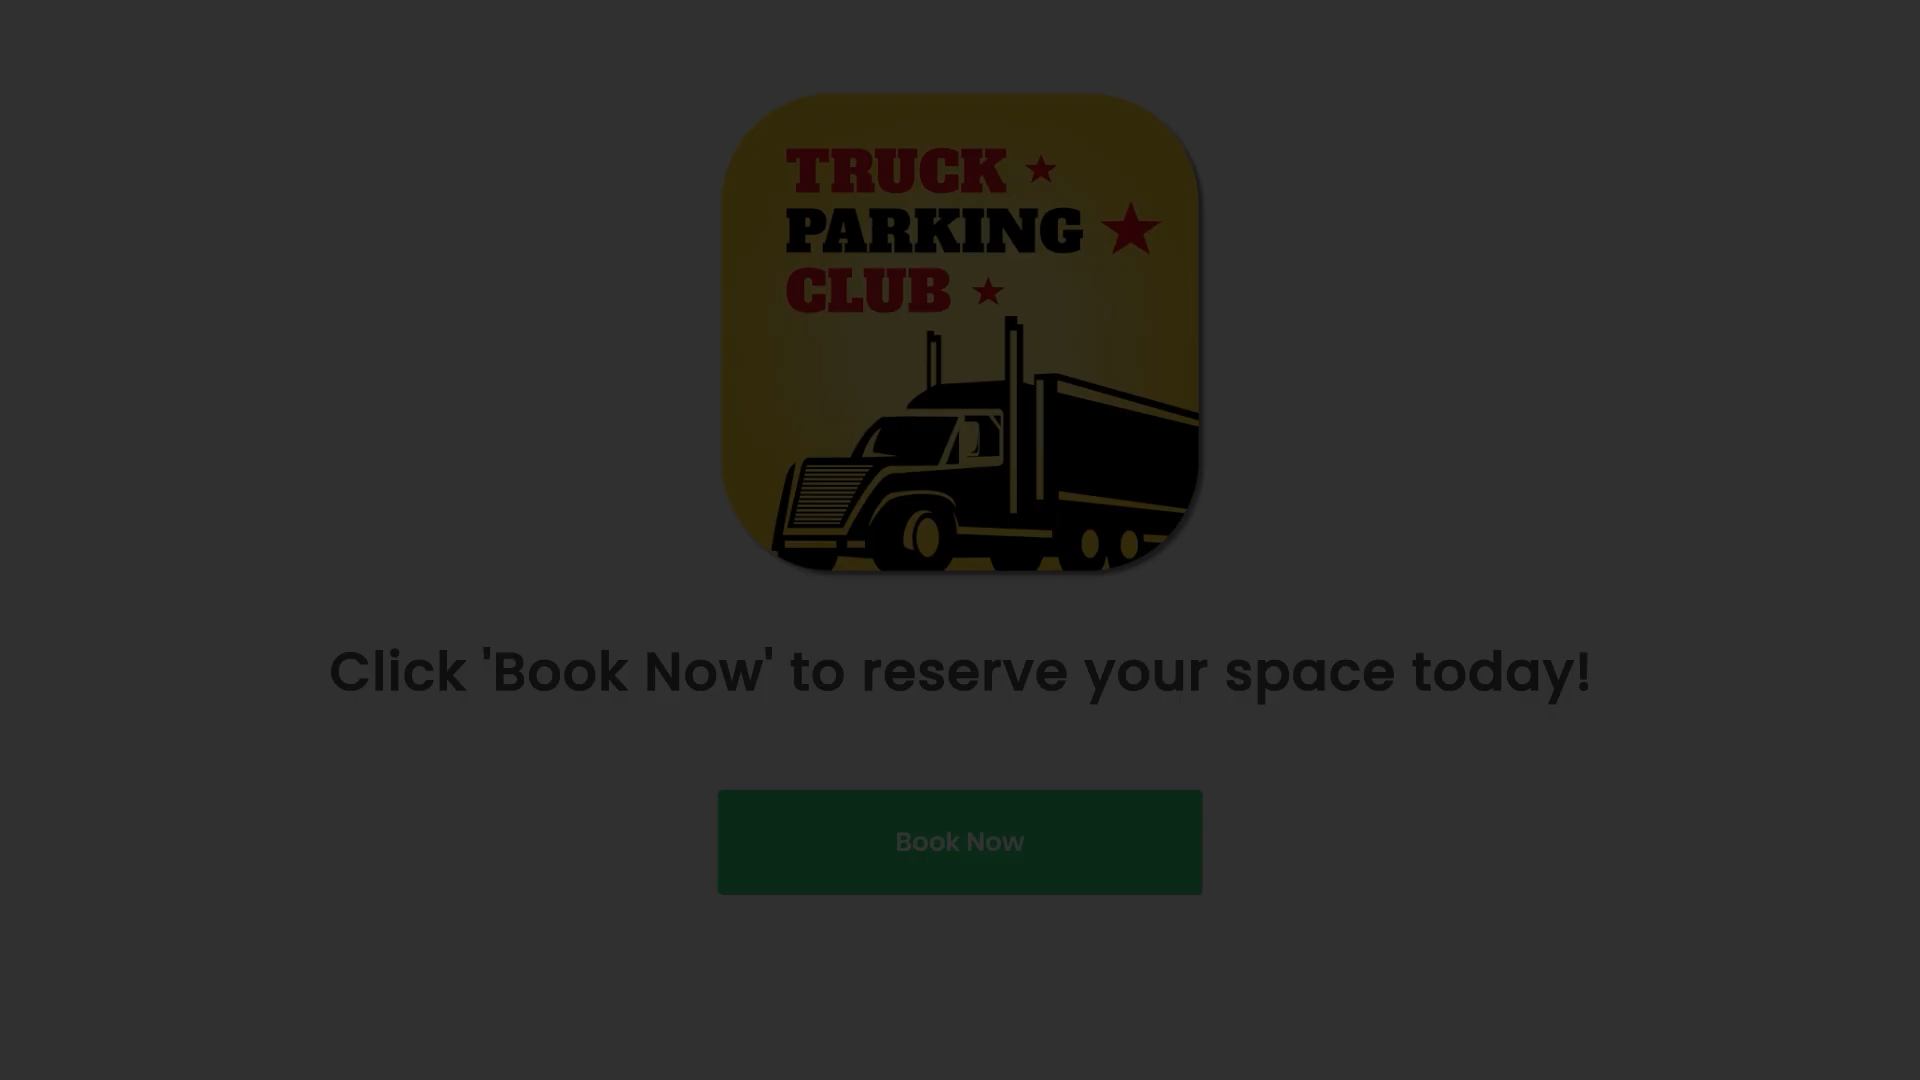 TRUCK
PARKING
CLUB
Click 'Book Now' to reserve your space today!
Book Now